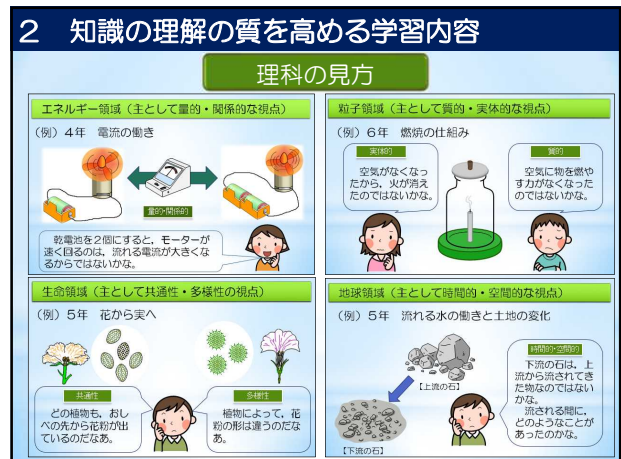 2　知識の理解の質を高める学習内容
理科の見方
エネルギー領域（主として量的・関係的な視点）
（例）４年　電流の働き
量的・関係的
乾電池を２個にすると，モーターが
速く回るのは，流れる電流が大きくな
るからではないかな。
粒子領域（主として質的・実体的な視点）
（例）６年　燃焼の仕組み
実体的
空気がなくなっ
たから，火が消え
たのではないかな。
質的
空気に物を燃や
す力がなくなった
のではないかな。
生命領域（主として共通性・多様性の視点）
（例）５年　花から実へ
共通性
どの植物も，おし
べの先から花粉が出
ているのだなあ。
多様性
植物によって，花
粉の形は違うのだな
あ。
地球領域（主として時間的・空間的な視点）
（例）５年　流れる水の働きと土地の変化
【上流の石】
【下流の石】
時間的・空間的
下流の石は，上
流から流されてき
た物なのではない
かな。
流される間に，
どのようなことが
あったのかな。